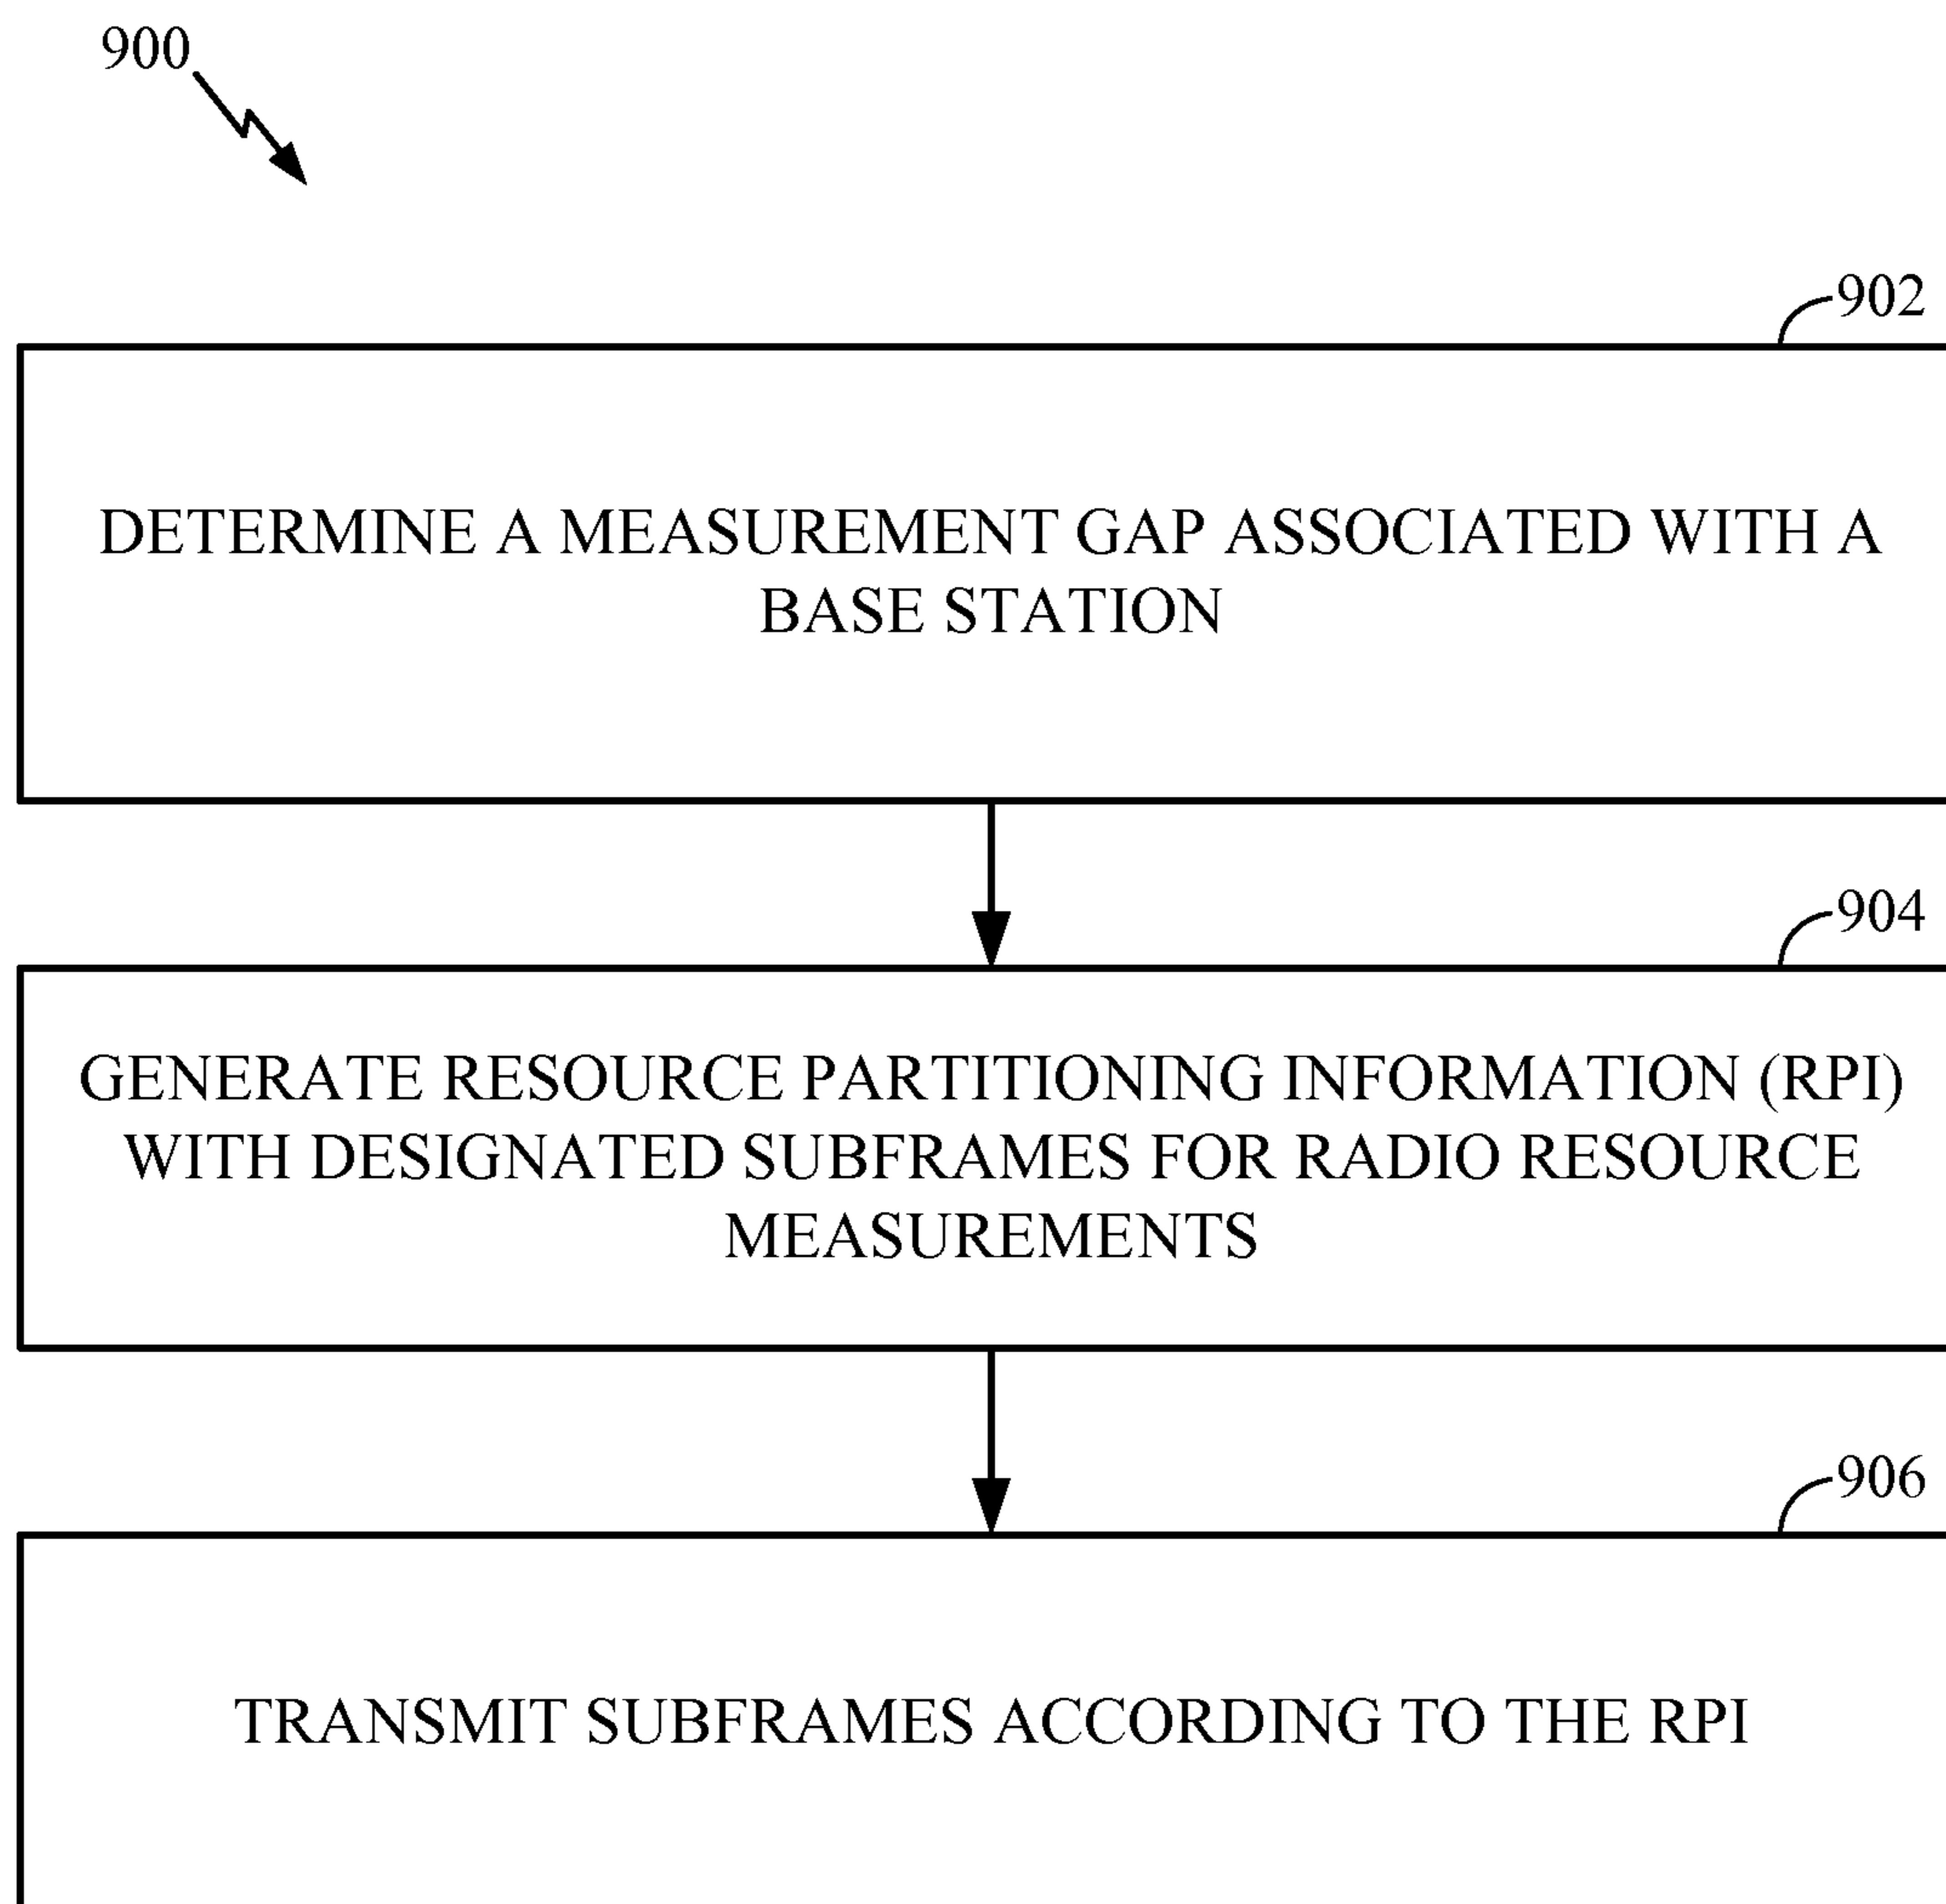 900
902
DETERMINE A MEASUREMENT GAP ASSOCIATED WITH A
BASE STATION
904
GENERATE RESOURCE PARTITIONING INFORMATION (RPI)
WITH DESIGNATED SUBFRAMES FOR RADIO RESOURCE
MEASUREMENTS
906
TRANSMIT SUBFRAMES ACCORDING TO THE RPI